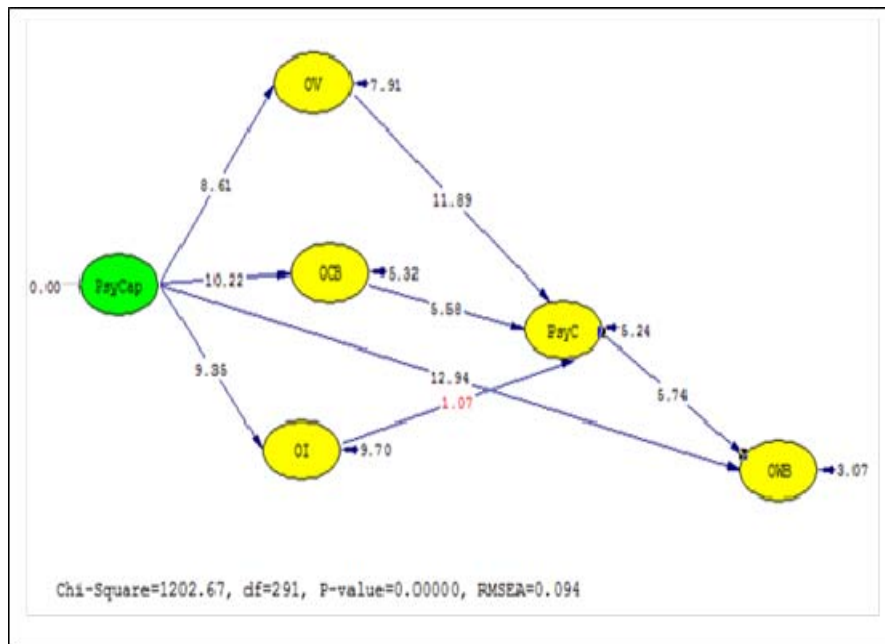 OV
7.91
8.61
11.89
PsyCap
0.00
10.22
OCB
5.32
5.58
PsyC
5.24
9.35
12.94
1.07
5.74
OI
9.70
OWB
3.07
Chi-Square=1202.67, df=291, P-value=0.00000, RMSEA=0.094